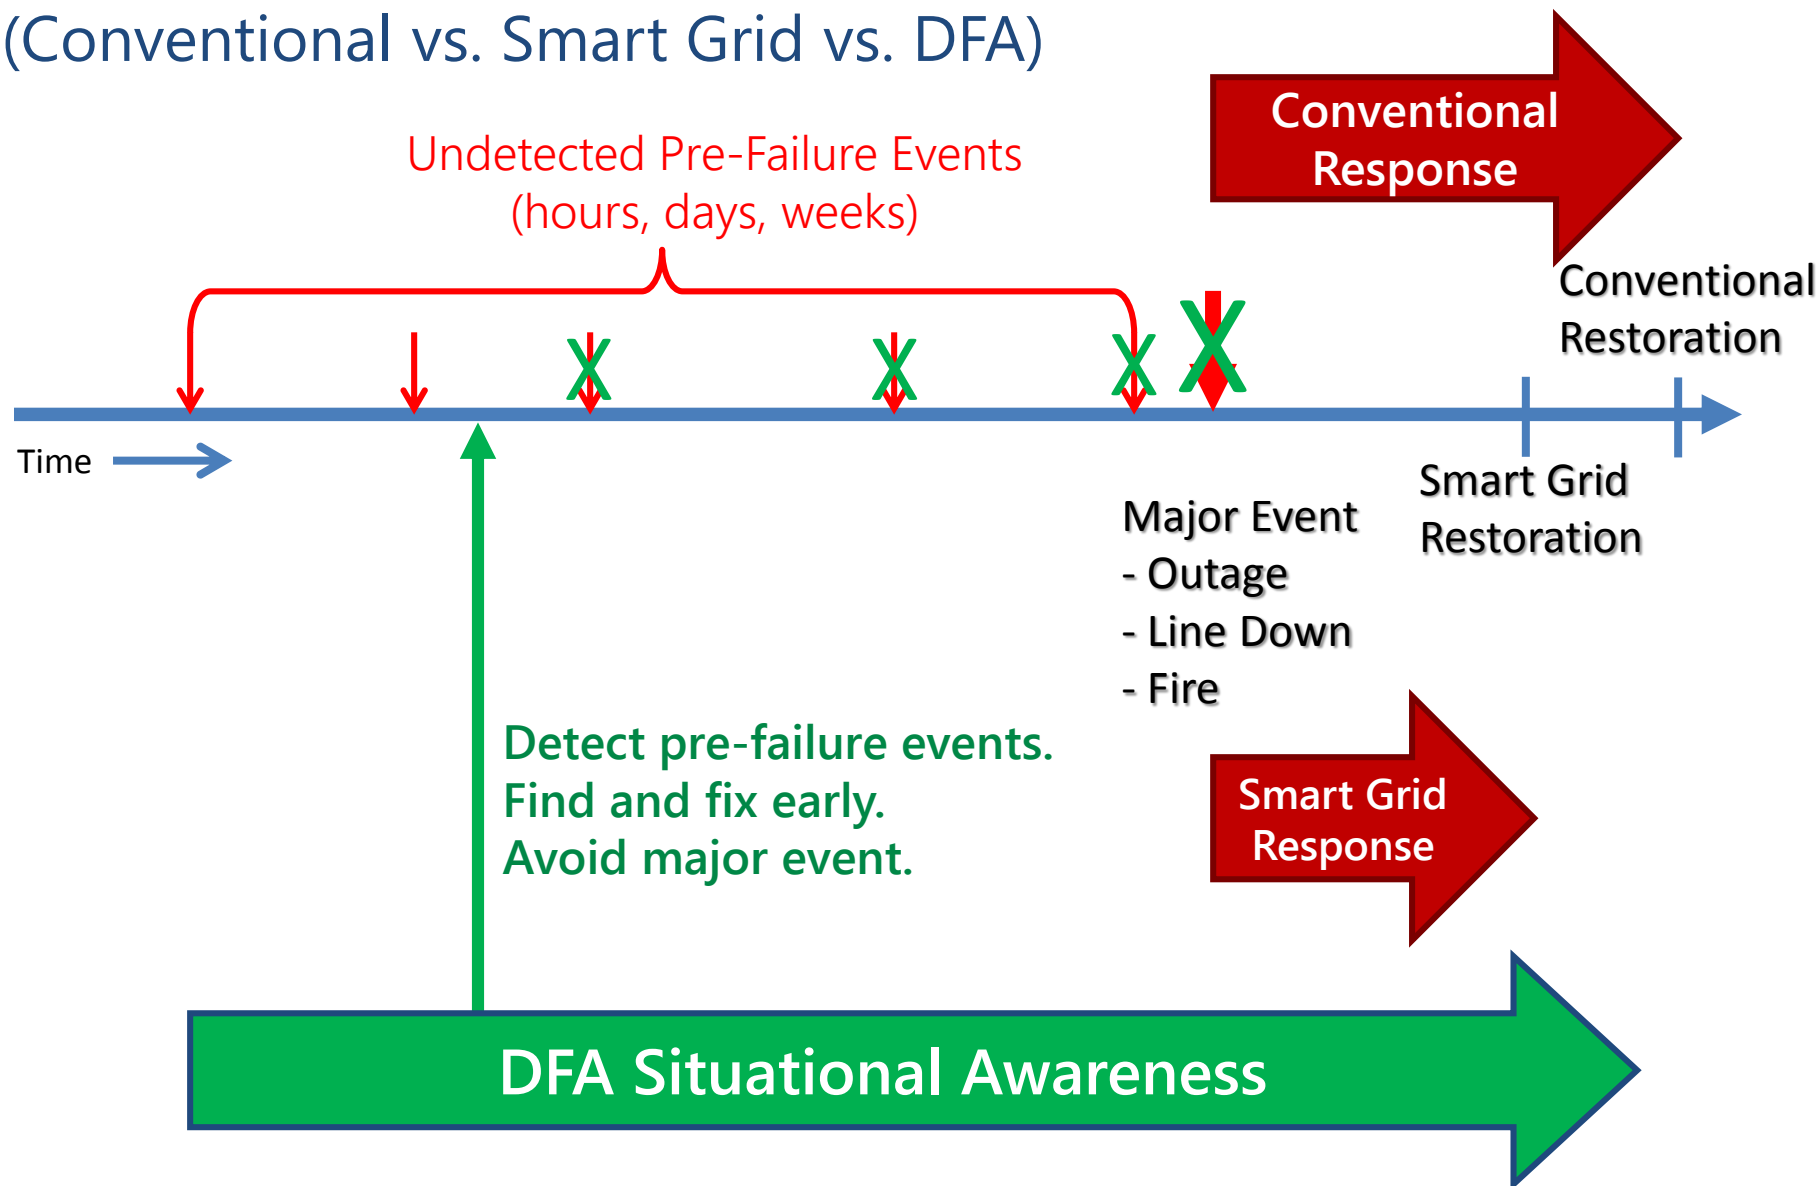 (Conventional vs. Smart Grid vs. DFA)
Conventional
Response
Undetected Pre-Failure Events
(hours, days, weeks)
Conventional
Restoration
X
X
X
X
Time
Smart Grid
Restoration
Major Event
- Outage
- Line Down
- Fire
Detect pre-failure events.
Find and fix early.
Avoid major event.
Smart Grid
Response
DFA Situational Awareness